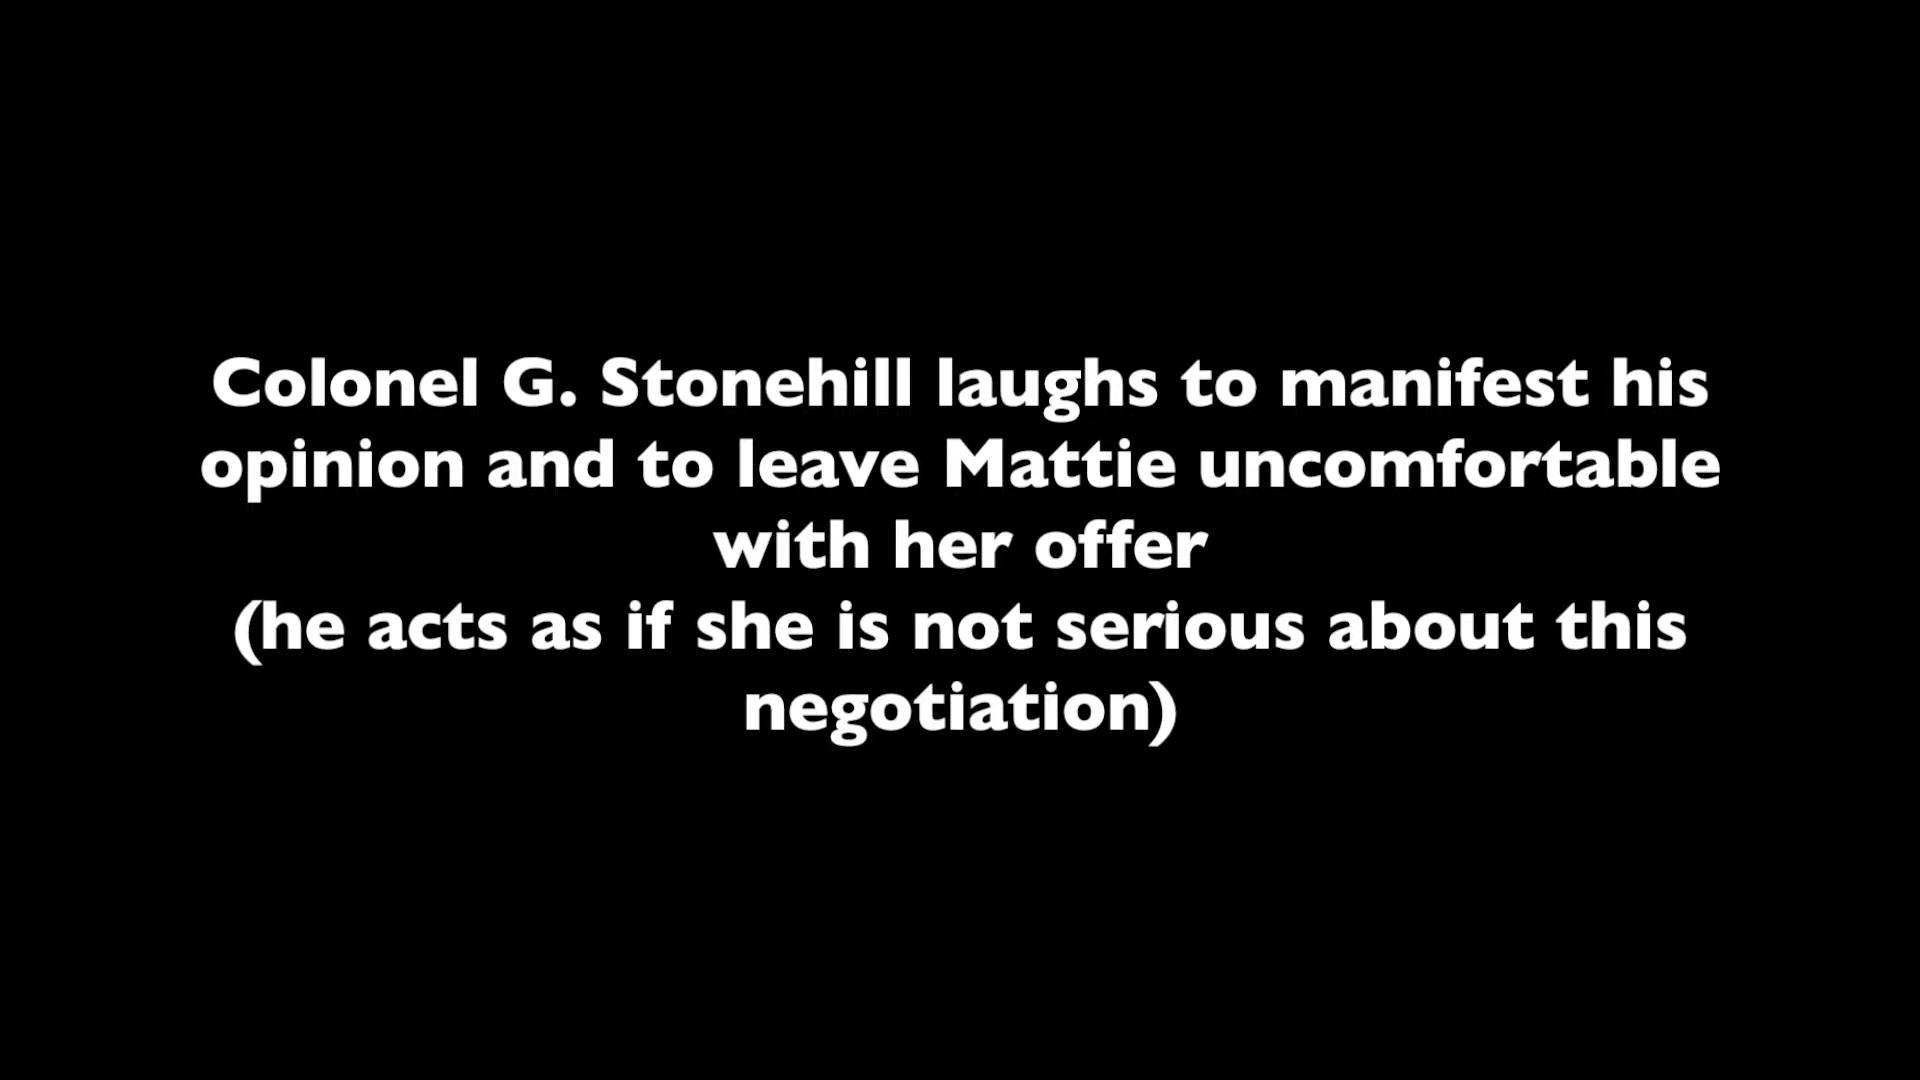 Colonel G. Stonehill laughs to manifest his
opinion and to leave Mattie uncomfortable
with her offer
(he acts as if she is not serious about this
negotiation)